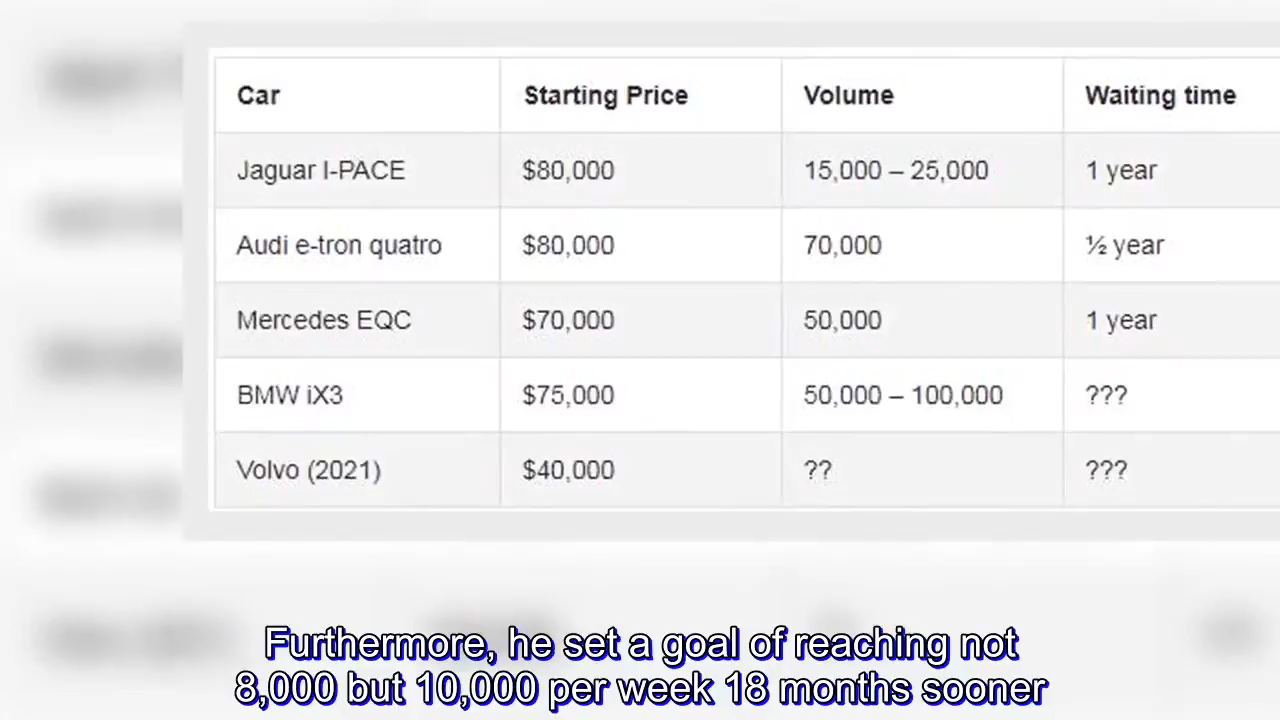 Car Starting Price Volume Waiting time
Jaguar I-PACE $80,000 15,000 – 25,000 1 year
Audi e-tron quatro $80,000 70,000 ½ year
Mercedes EQC $70,000 50,000 1 year
BMW iX3 $75,000 50,000 – 100,000 ???
Volvo (2021) $40,000 ?? ???
Furthermore, he set a goal of reaching not
8,000 but 10,000 per week 18 months sooner